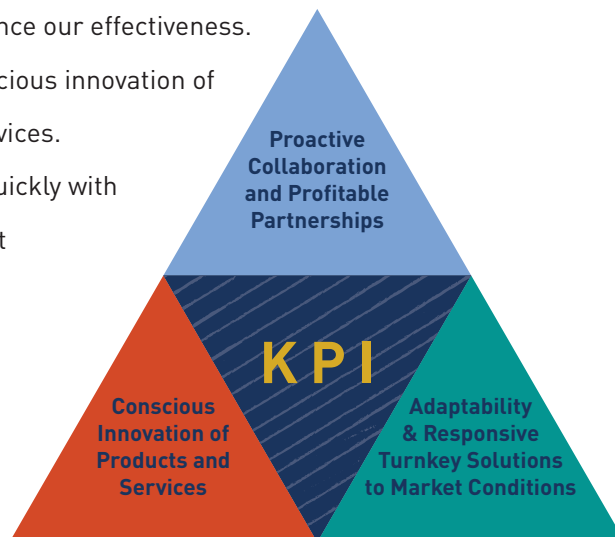 nce our effectiveness.
cious innovation of
vices.
uickly with
t
Proactive
Collaboration
and Profitable
Partnerships
KPI
Conscious
Innovation of
Products and
Services
Adaptability
& Responsive
Turnkey Solutions
to Market Conditions